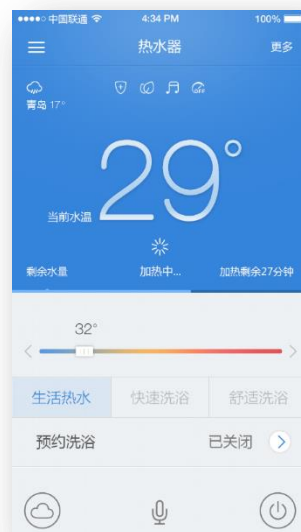 中国联通 4:34 PM 100%
热水器 更多
青岛 17° OFF
29°
当前水温
剩余水量 加热中... 加热剩余27分钟
32°
生活热水 快速洗浴 舒适洗浴
预约洗浴 已关闭